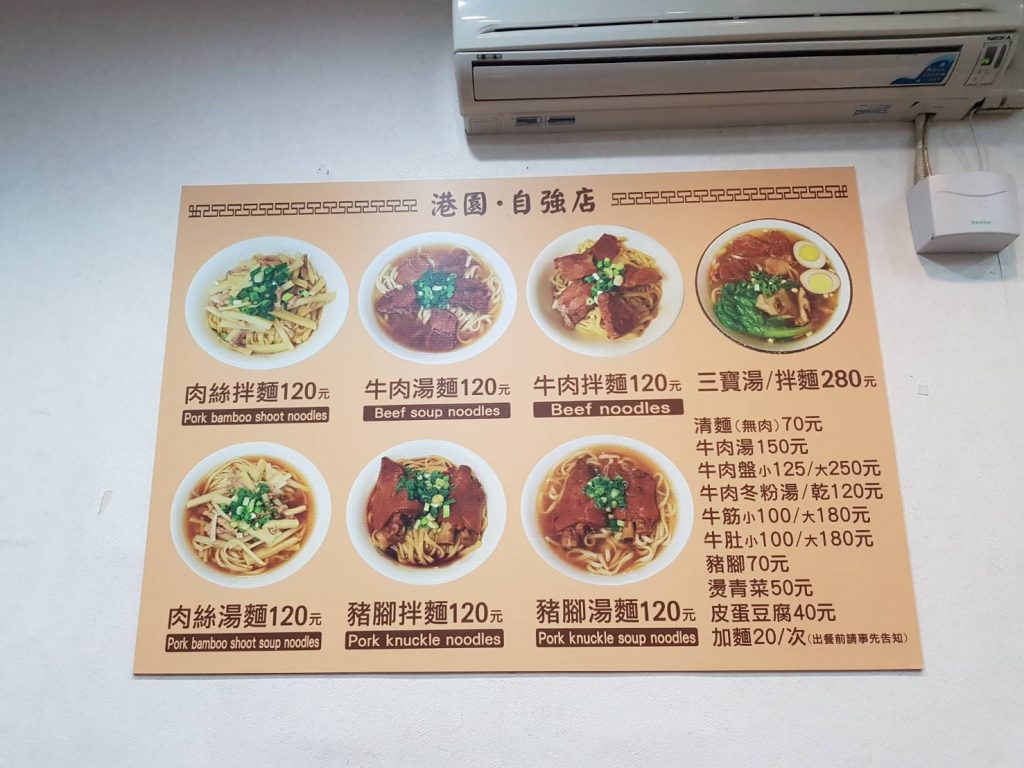 港園·自強店
肉絲拌麵120元
Pork bamboo shoot noodles
牛肉湯麵120元
Beef soup noodles
牛肉拌麵120元
Beef noodles
三寶湯/拌麵280元
肉絲湯麵120元
Pork bamboo shoot soup noodles
豬腳拌麵120元
Pork knuckle noodles
豬腳湯麵120元
Pork knuckle soup noodles
清麵(無肉)70元
牛肉湯150元
牛肉盤小125/大250元
牛肉冬粉湯/乾120元
牛筋小100/大180元
牛肚小100/大180元
豬腳70元
燙青菜50元
皮蛋豆腐40元
加麵20/次(出餐前請事先告知)